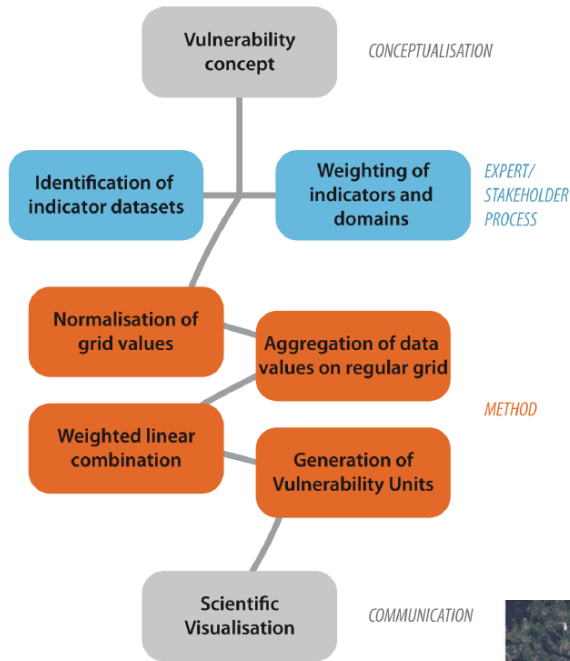 Vulnerability
concept
CONCEPTUALISATION
Identification of
indicator datasets
Weighting of
indicators and
domains
EXPERT/
STAKEHOLDER
PROCESS
Normalisation of
grid values
Aggregation of data
values on regular grid
METHOD
Weighted linear
combination
Generation of
Vulnerability Units
Scientific
Visualisation
COMMUNICATION